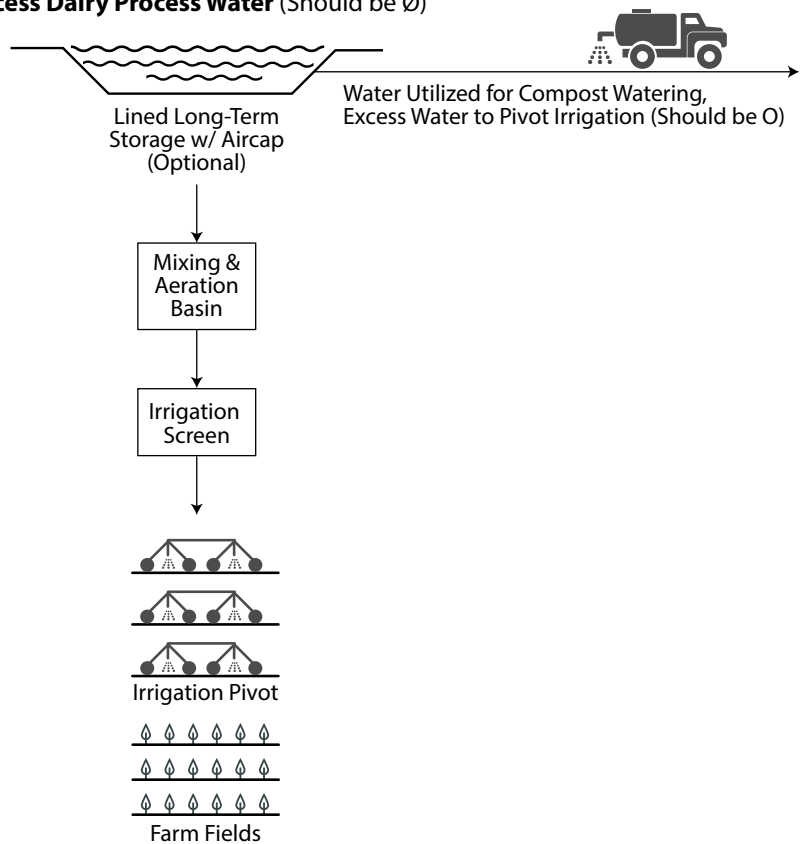 cess Dairy Process Water (Should be Ø)
Water Utilized for Compost Watering,
Excess Water to Pivot Irrigation (Should be O)
Lined Long-Term
Storage w/ Aircap
(Optional)
Mixing &
Aeration
Basin
Irrigation
Screen
Irrigation Pivot
Farm Fields